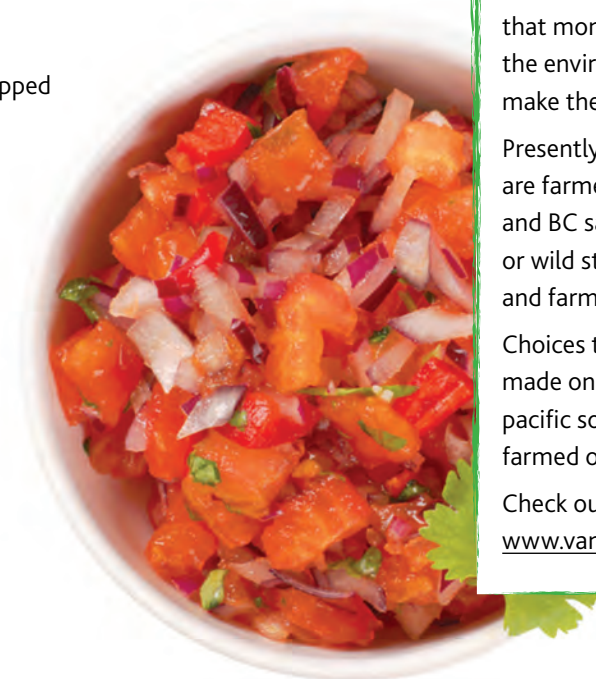 pped
that mor
the envir
make the
Presently
are farme
and BC sa
or wild st
and farm
Choices t
made on
pacific so
farmed o
Check ou
www.var